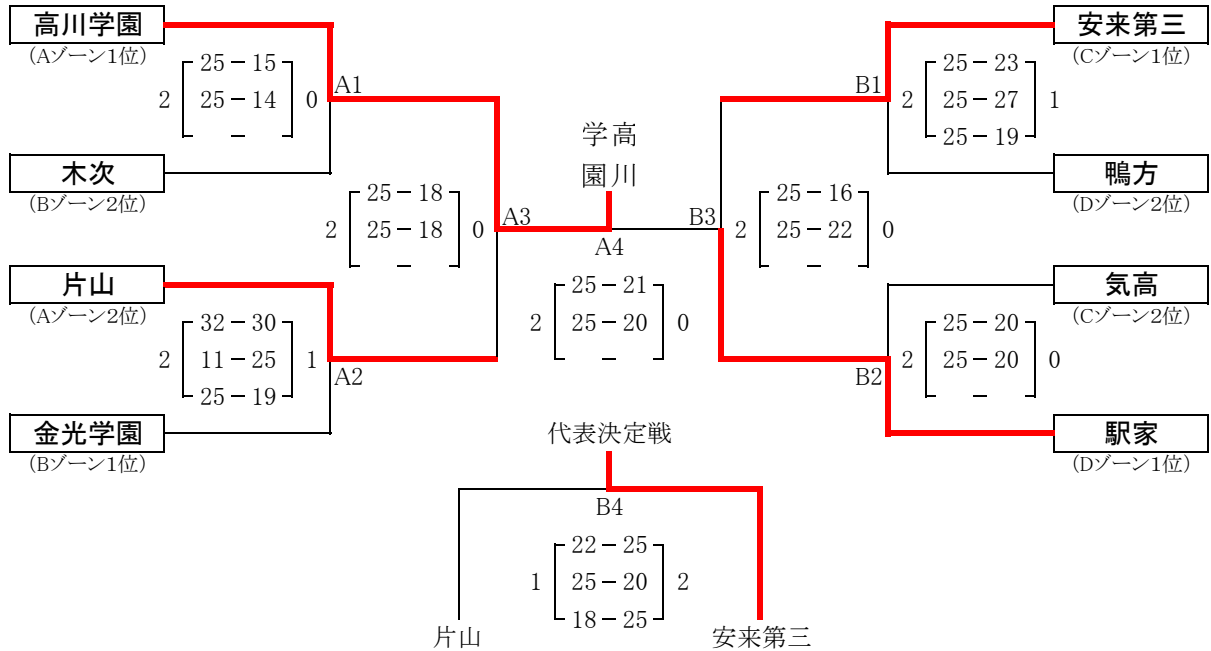 高川学園
(Aゾーン1位)
25－15
2 25－14 0
－
A1
木次
(Bゾーン2位)
25－18
2 25－18 0
－
A3
片山
(Aゾーン2位)
32－30
2 11－25 1
25－19
A2
金光学園
(Bゾーン1位)
学高
園川
A4
25－21
2 25－20 0
－
安来第三
(Cゾーン1位)
B1
25－23
2 25－27 1
25－19
鴨方
(Dゾーン2位)
B3
25－16
2 25－22 0
－
気高
(Cゾーン2位)
25－20
2 25－20 0
－
B2
駅家
(Dゾーン1位)
代表決定戦
B4
22－25
1 25－20 2
18－25
片山
安来第三